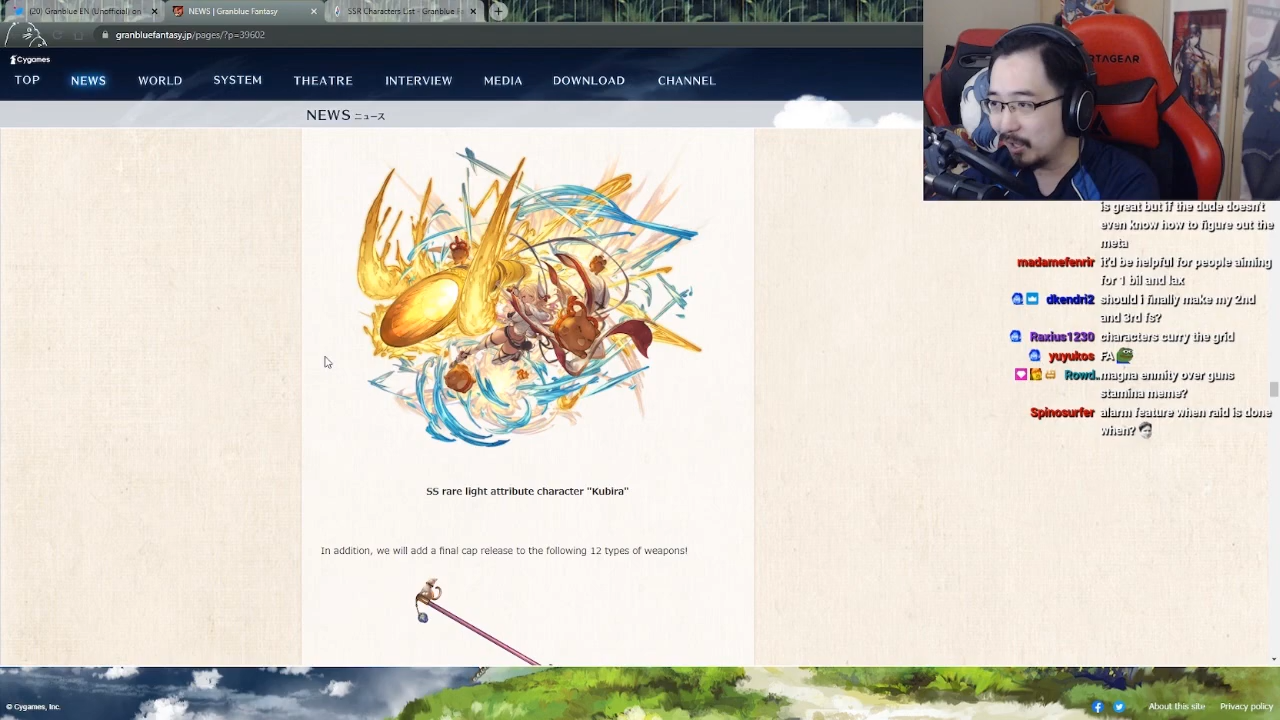 (20) Granblue EN (Unofficial) on
NEWS | Granblue Fantasy
SSR Characters List - Granblue
granbluefantasy.jp/pages/?p=39602
Cygames
TOP NEWS WORLD SYSTEM THEATRE INTERVIEW MEDIA DOWNLOAD CHANNEL
NEWS ニュース
SS rare light attribute character "Kubira"
In addition, we will add a final cap release to the following 12 types of weapons!
is great but if the dude doesn't
even know how to figure out the
meta
madamefenrir it'd be helpful for people aiming
for 1 bil and lax
dkendri2 should i finally make my 2nd
and 3rd fs?
Raxius1230 characters curry the grid
yuyukos FA
Rowd.. magna enmity over guns
stamina meme?
Spinosurfer alarm feature when raid is done
when?
© Cygames, Inc.
About this site Privacy policy